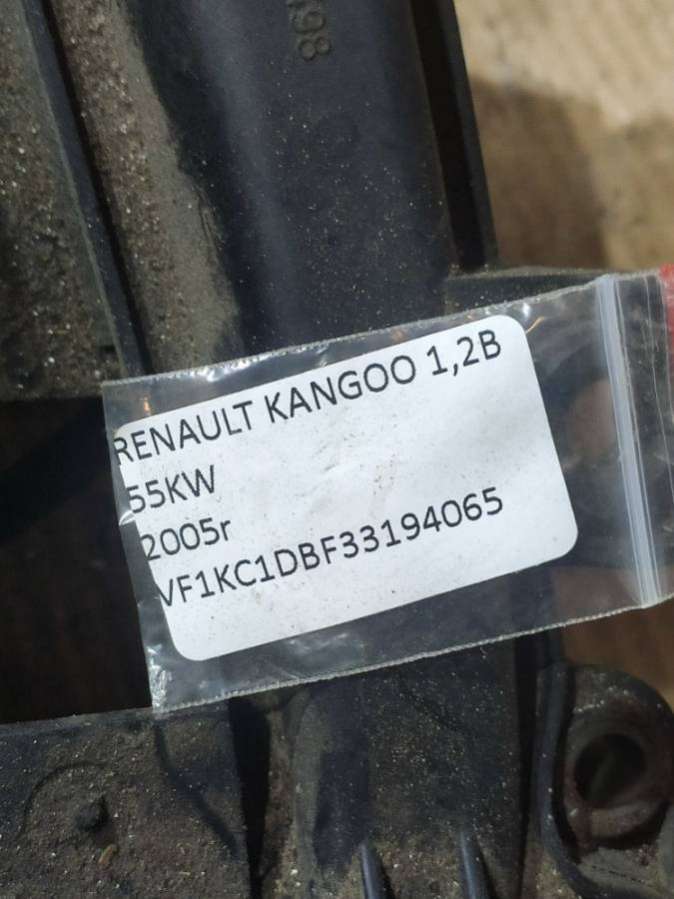 RENAULT KANGOO 1,2B
55KW
2005r
VF1KC1DBF33194065